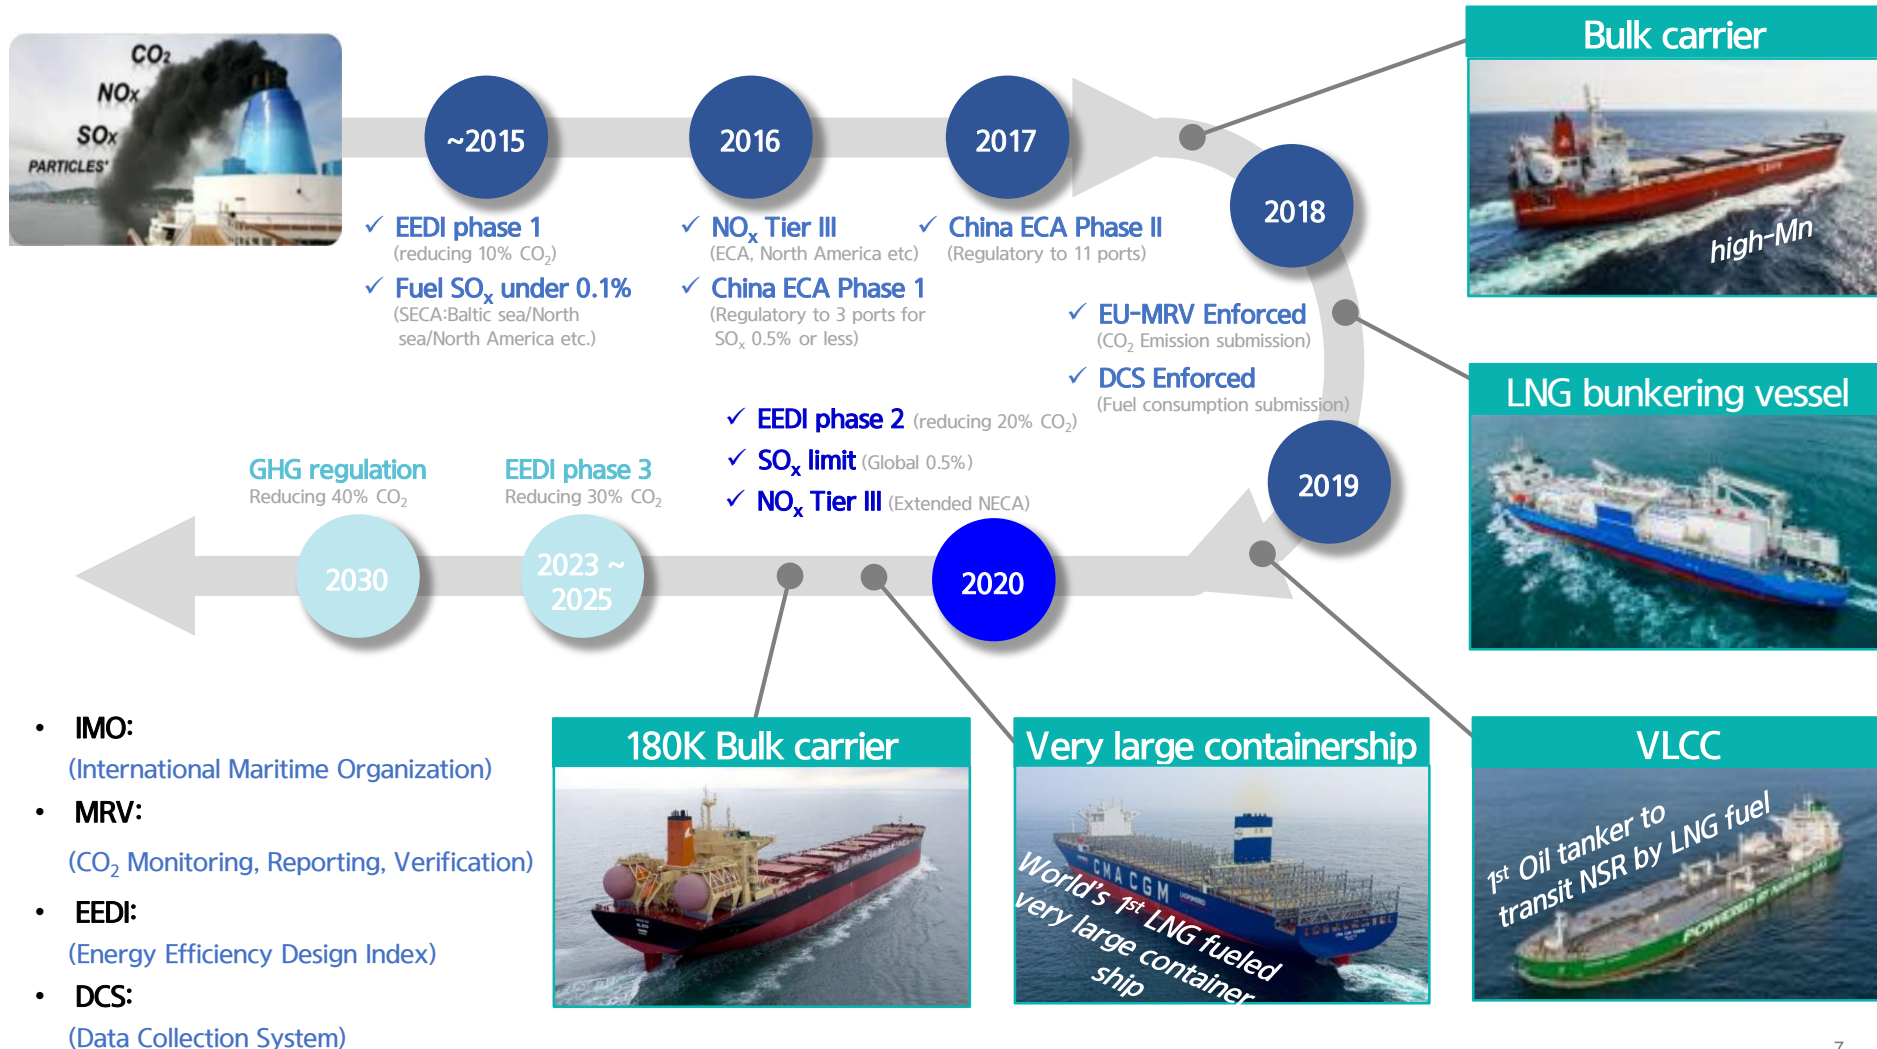 CO₂
NOx
SOx
PARTICLES'
~2015
2016
2017
2018
2019
2020
2023 ~
2025
2030
✓ EEDI phase 1
(reducing 10% CO₂)
✓ Fuel SOₓ under 0.1%
(SECA:Baltic sea/North
sea/North America etc.)
✓ NOₓ Tier III
(ECA, North America etc)
✓ China ECA Phase 1
(Regulatory to 3 ports for
SOₓ 0.5% or less)
✓ China ECA Phase II
(Regulatory to 11 ports)
✓ EU-MRV Enforced
(CO₂ Emission submission)
✓ DCS Enforced
(Fuel consumption submission)
✓ EEDI phase 2 (reducing 20% CO₂)
✓ SOₓ limit (Global 0.5%)
✓ NOₓ Tier III (Extended NECA)
EEDI phase 3
Reducing 30% CO₂
GHG regulation
Reducing 40% CO₂
Bulk carrier
high-Mn
LNG bunkering vessel
VLCC
1st Oil tanker to
transit NSR by LNG fuel
POWERED
Very large containership
CMA CGM
World's 1st LNG fueled
very large container
ship
180K Bulk carrier
• IMO:
(International Maritime Organization)
• MRV:
(CO₂ Monitoring, Reporting, Verification)
• EEDI:
(Energy Efficiency Design Index)
• DCS:
(Data Collection System)
7